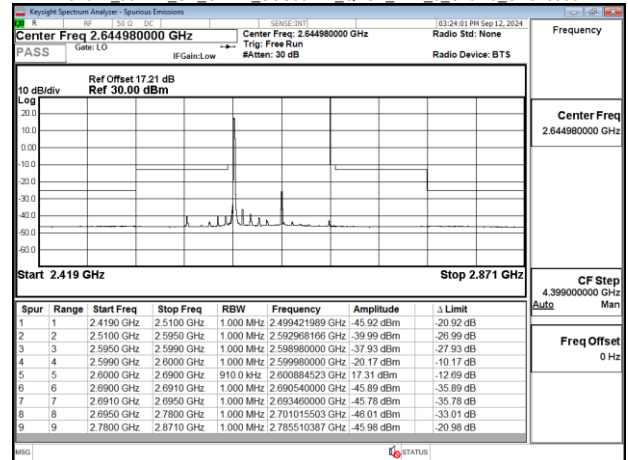 Keysight Spectrum Analyzer - Spurious Emissions
R RF 50 Ω DC SENSE:INT 03:24:01 PM Sep 12, 2024
Center Freq 2.644980000 GHz Center Freq: 2.644980000 GHz Radio Std: None Frequency
PASS Gate: LO Trig: Free Run
IFGain:Low #Atten: 30 dB Radio Device: BTS
Ref Offset 17.21 dB
10 dB/div Ref 30.00 dBm
Log
20.0
10.0
0.00
-10.0
-20.0
-30.0
-40.0
-50.0
-60.0
Start 2.419 GHz Stop 2.871 GHz
Center Freq
2.644980000 GHz
CF Step
4.399000000 GHz
Auto Man
Freq Offset
0 Hz
Spur Range Start Freq Stop Freq RBW Frequency Amplitude Δ Limit
1 1 2.4190 GHz 2.5100 GHz 1.000 MHz 2.499421989 GHz -45.92 dBm -20.92 dB
2 2 2.5100 GHz 2.5950 GHz 1.000 MHz 2.592968166 GHz -39.99 dBm -26.99 dB
3 3 2.5950 GHz 2.5990 GHz 1.000 MHz 2.598980000 GHz -37.93 dBm -27.93 dB
4 4 2.5990 GHz 2.6000 GHz 1.000 MHz 2.599980000 GHz -20.17 dBm -10.17 dB
5 5 2.6000 GHz 2.6900 GHz 910.0 kHz 2.600884523 GHz 17.31 dBm -12.69 dB
6 6 2.6900 GHz 2.6910 GHz 1.000 MHz 2.690540000 GHz -45.89 dBm -35.89 dB
7 7 2.6910 GHz 2.6950 GHz 1.000 MHz 2.693460000 GHz -45.78 dBm -35.78 dB
8 8 2.6950 GHz 2.7800 GHz 1.000 MHz 2.701015503 GHz -46.01 dBm -33.01 dB
9 9 2.7800 GHz 2.8710 GHz 1.000 MHz 2.785510387 GHz -45.98 dBm -20.98 dB
MSG STATUS